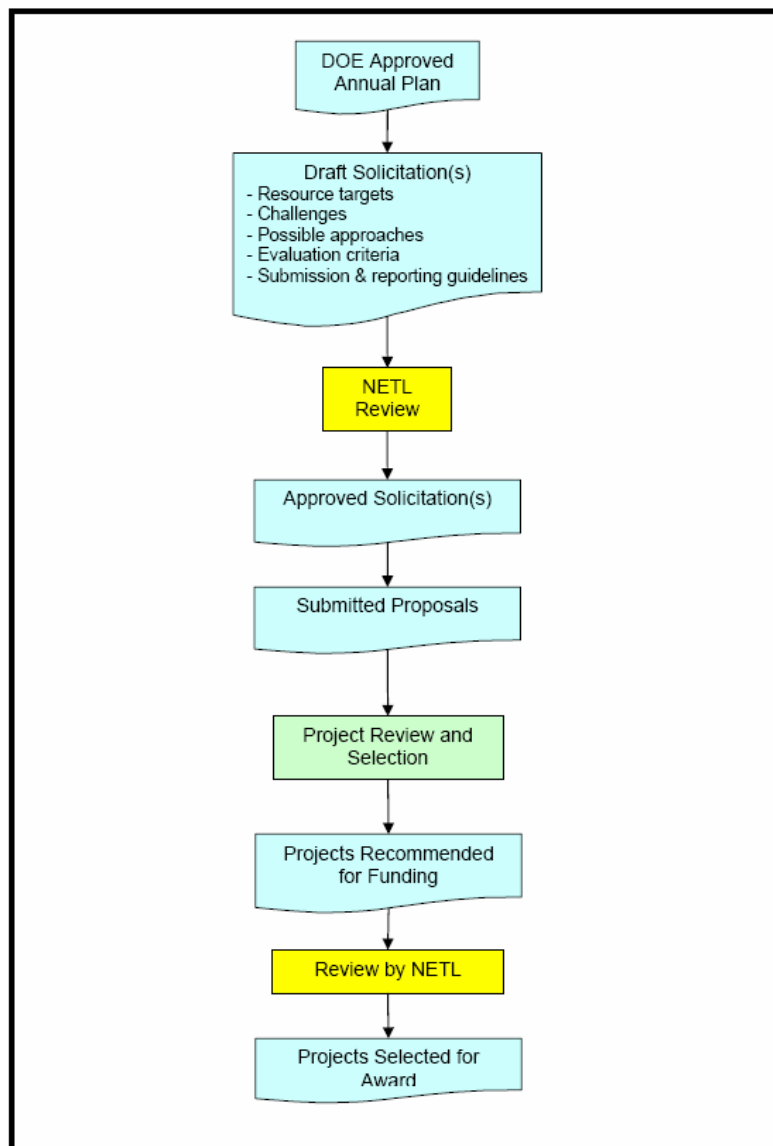 DOE Approved
Annual Plan
Draft Solicitation(s)
- Resource targets
- Challenges
- Possible approaches
- Evaluation criteria
- Submission & reporting guidelines
NETL
Review
Approved Solicitation(s)
Submitted Proposals
Project Review and
Selection
Projects Recommended
for Funding
Review by NETL
Projects Selected for
Award